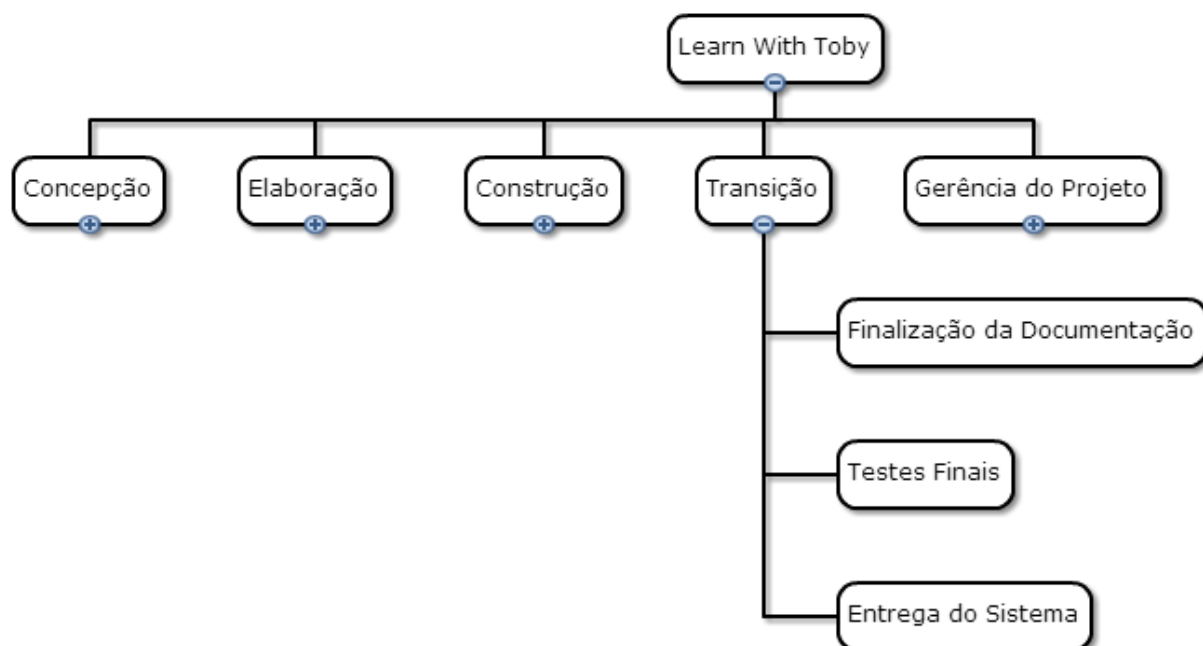 Learn With Toby
Concepção
Elaboração
Construção
Transição
Gerência do Projeto
Finalização da Documentação
Testes Finais
Entrega do Sistema